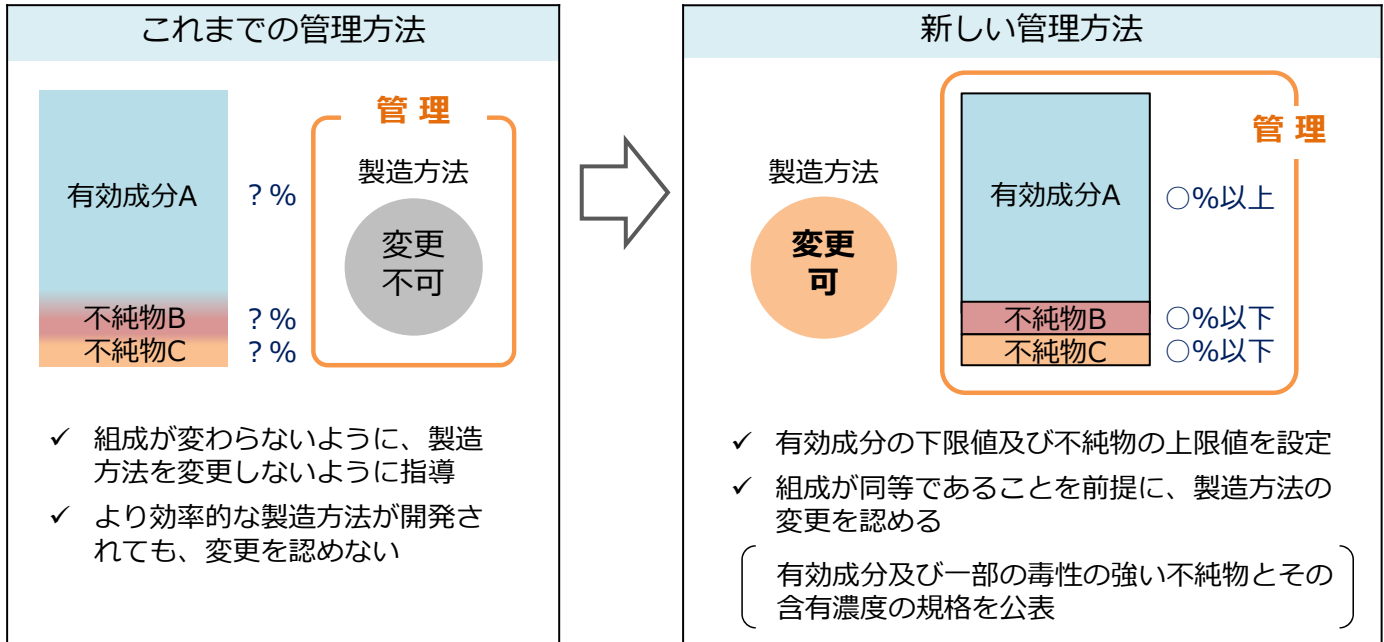 これまでの管理方法
管 理
製造方法
有効成分A
?%
変更
不可
不純物B
?%
不純物C
?%
✓ 組成が変わらないように、製造
方法を変更しないように指導
✓ より効率的な製造方法が開発さ
れても、変更を認めない
新しい管理方法
管 理
製造方法
変更
可
有効成分A
○%以上
不純物B
○%以下
不純物C
○%以下
✓ 有効成分の下限値及び不純物の上限値を設定
✓ 組成が同等であることを前提に、製造方法の
変更を認める
有効成分及び一部の毒性の強い不純物とその
含有濃度の規格を公表